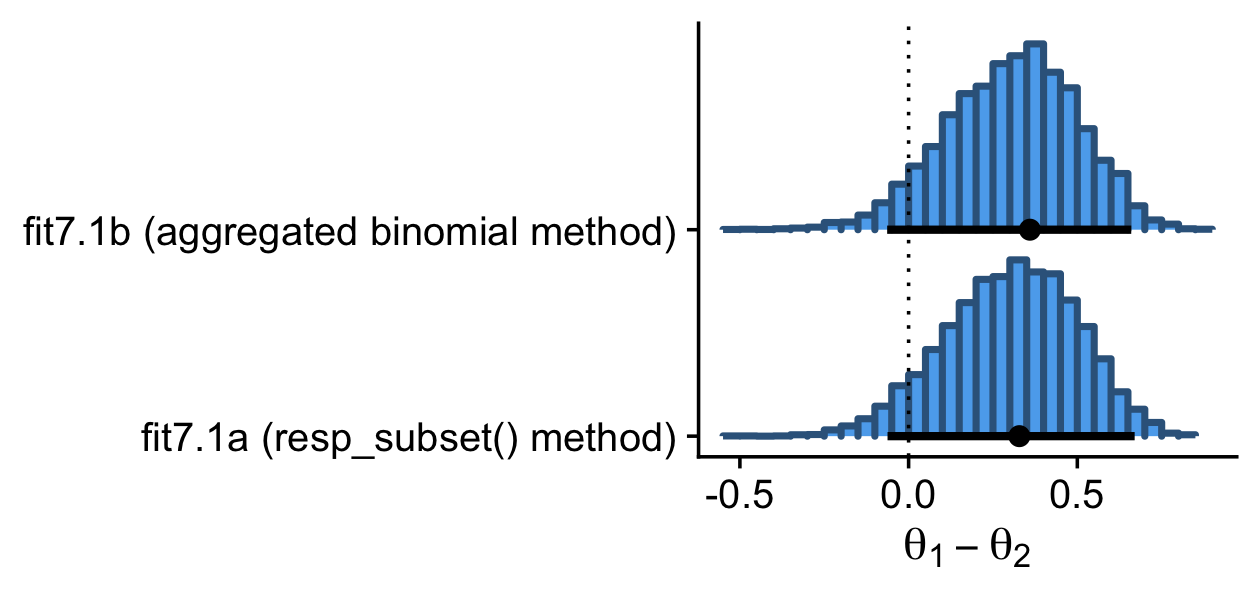 fit7.1b (aggregated binomial method)
fit7.1a (resp_subset() method)
-0.5 0.0 0.5
θ₁ – θ₂